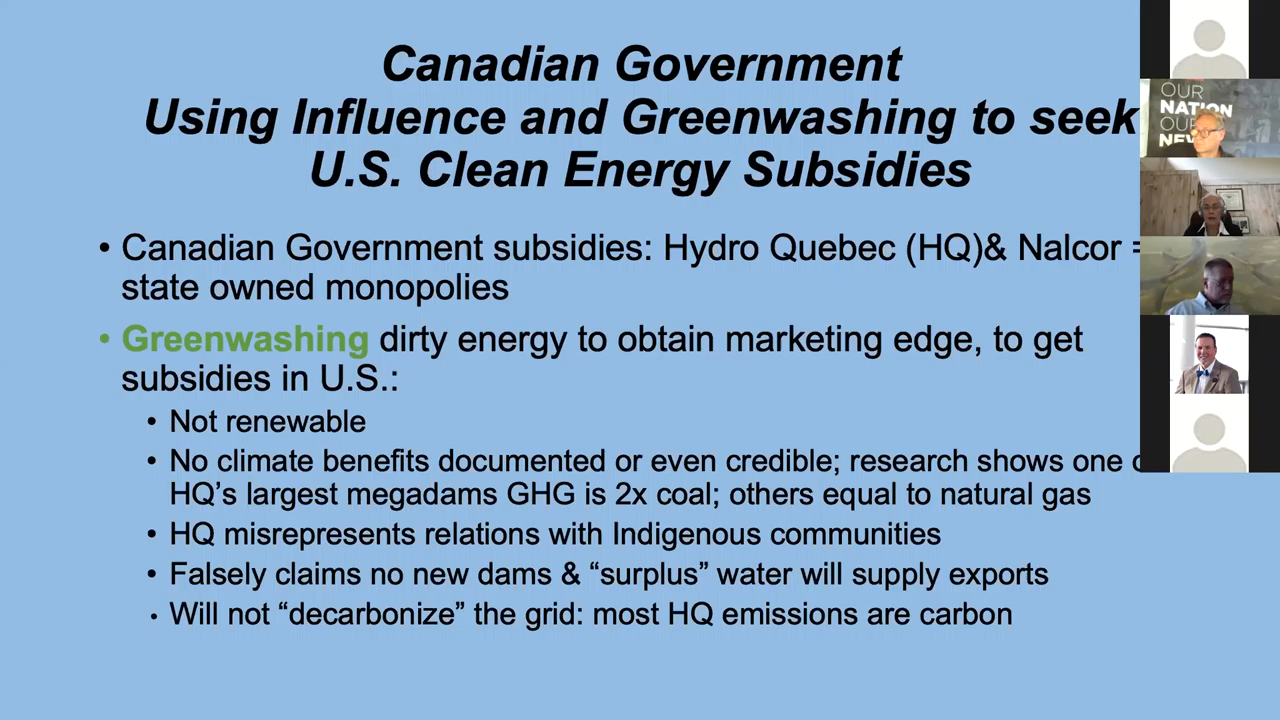 Canadian Government
Using Influence and Greenwashing to seek
U.S. Clean Energy Subsidies
• Canadian Government subsidies: Hydro Quebec (HQ)& Nalcor =
state owned monopolies
• Greenwashing dirty energy to obtain marketing edge, to get
subsidies in U.S.:
• Not renewable
• No climate benefits documented or even credible; research shows one
HQ’s largest megadams GHG is 2x coal; others equal to natural gas
• HQ misrepresents relations with Indigenous communities
• Falsely claims no new dams & “surplus” water will supply exports
• Will not “decarbonize” the grid: most HQ emissions are carbon
OUR
NATION